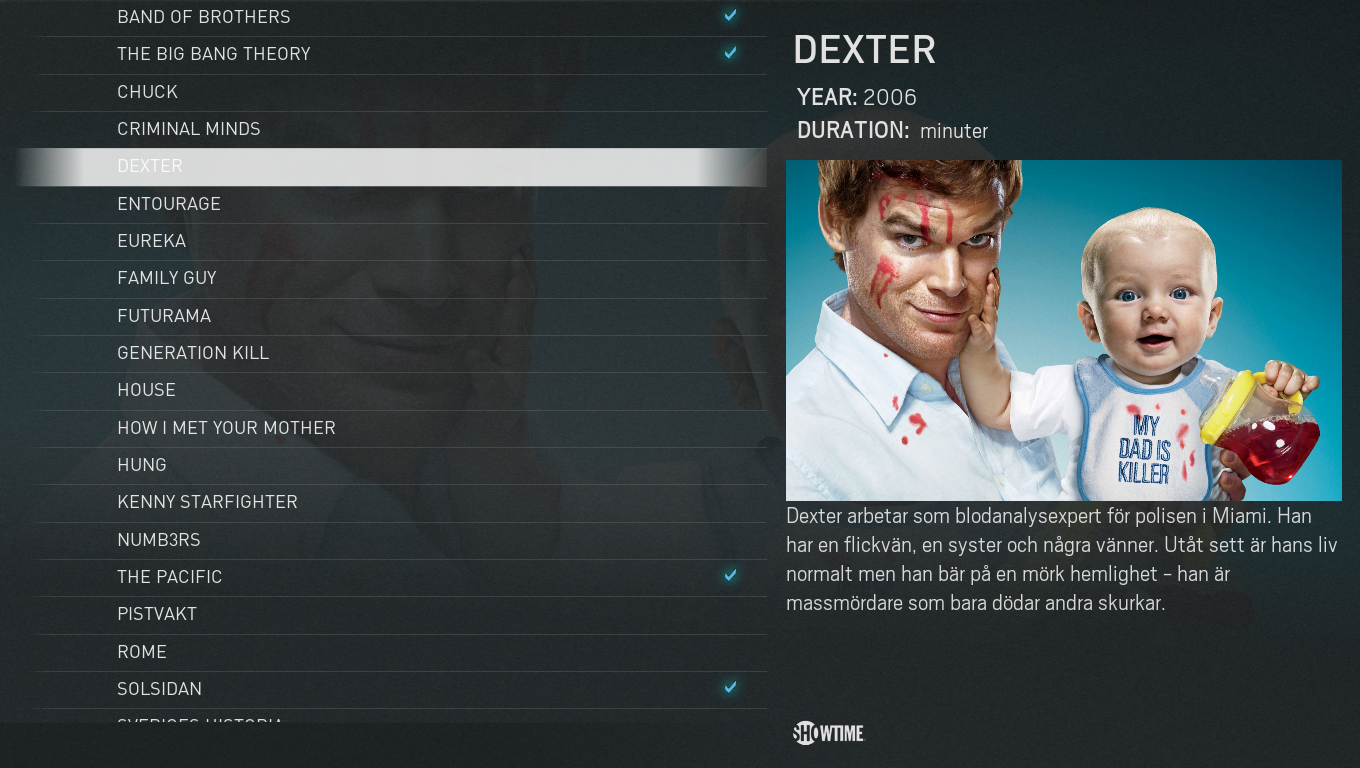 BAND OF BROTHERS
THE BIG BANG THEORY
CHUCK
CRIMINAL MINDS
DEXTER
ENTOURAGE
EUREKA
FAMILY GUY
FUTURAMA
GENERATION KILL
HOUSE
HOW I MET YOUR MOTHER
HUNG
KENNY STARFIGHTER
NUMB3RS
THE PACIFIC
PISTVAKT
ROME
SOLSIDAN
SVERIGES HISTORIA
DEXTER
YEAR: 2006
DURATION: minuter
MY
DAD IS
KILLER
Dexter arbetar som blodanalysexpert för polisen i Miami. Han
har en flickvän, en syster och några vänner. Utåt sett är hans liv
normalt men han bär på en mörk hemlighet – han är
massmördare som bara dödar andra skurkar.
SHOWTIME